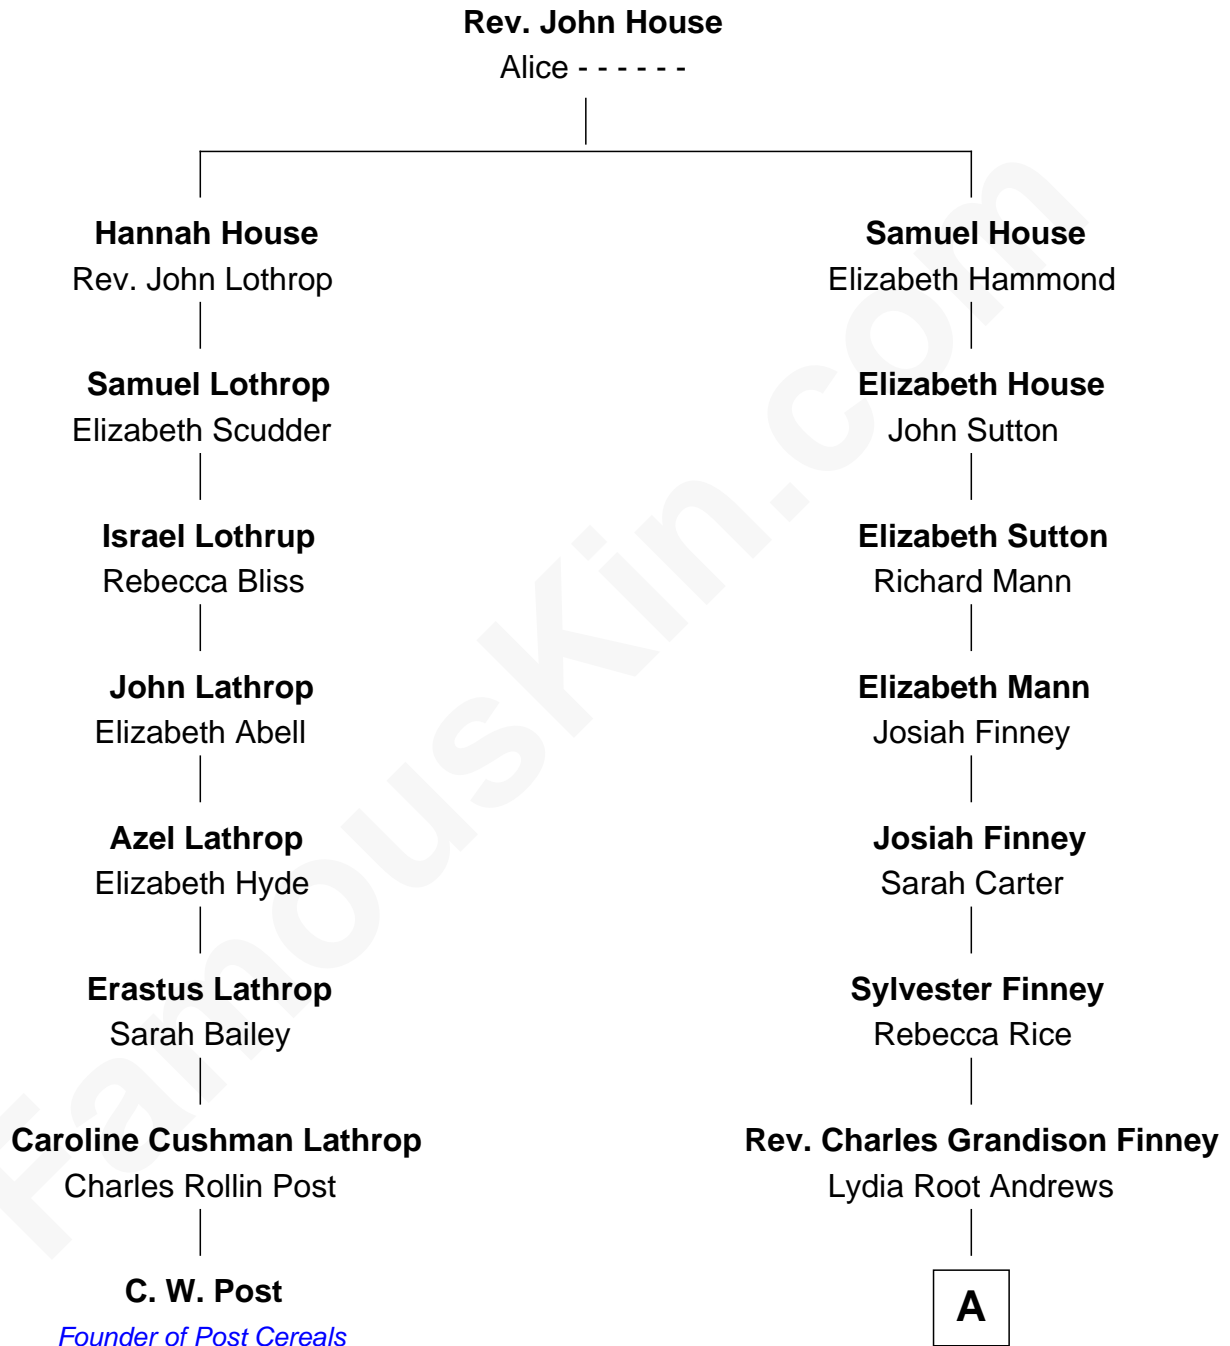 Rev. John House
Alice - - - - - -
Hannah House
Rev. John Lothrop
Samuel House
Elizabeth Hammond
Samuel Lothrop
Elizabeth Scudder
Elizabeth House
John Sutton
Israel Lothrup
Rebecca Bliss
Elizabeth Sutton
Richard Mann
John Lathrop
Elizabeth Abell
Elizabeth Mann
Josiah Finney
Azel Lathrop
Elizabeth Hyde
Josiah Finney
Sarah Carter
Erastus Lathrop
Sarah Bailey
Sylvester Finney
Rebecca Rice
Caroline Cushman Lathrop
Charles Rollin Post
Rev. Charles Grandison Finney
Lydia Root Andrews
C. W. Post
Founder of Post Cereals
A
FamousKin.com